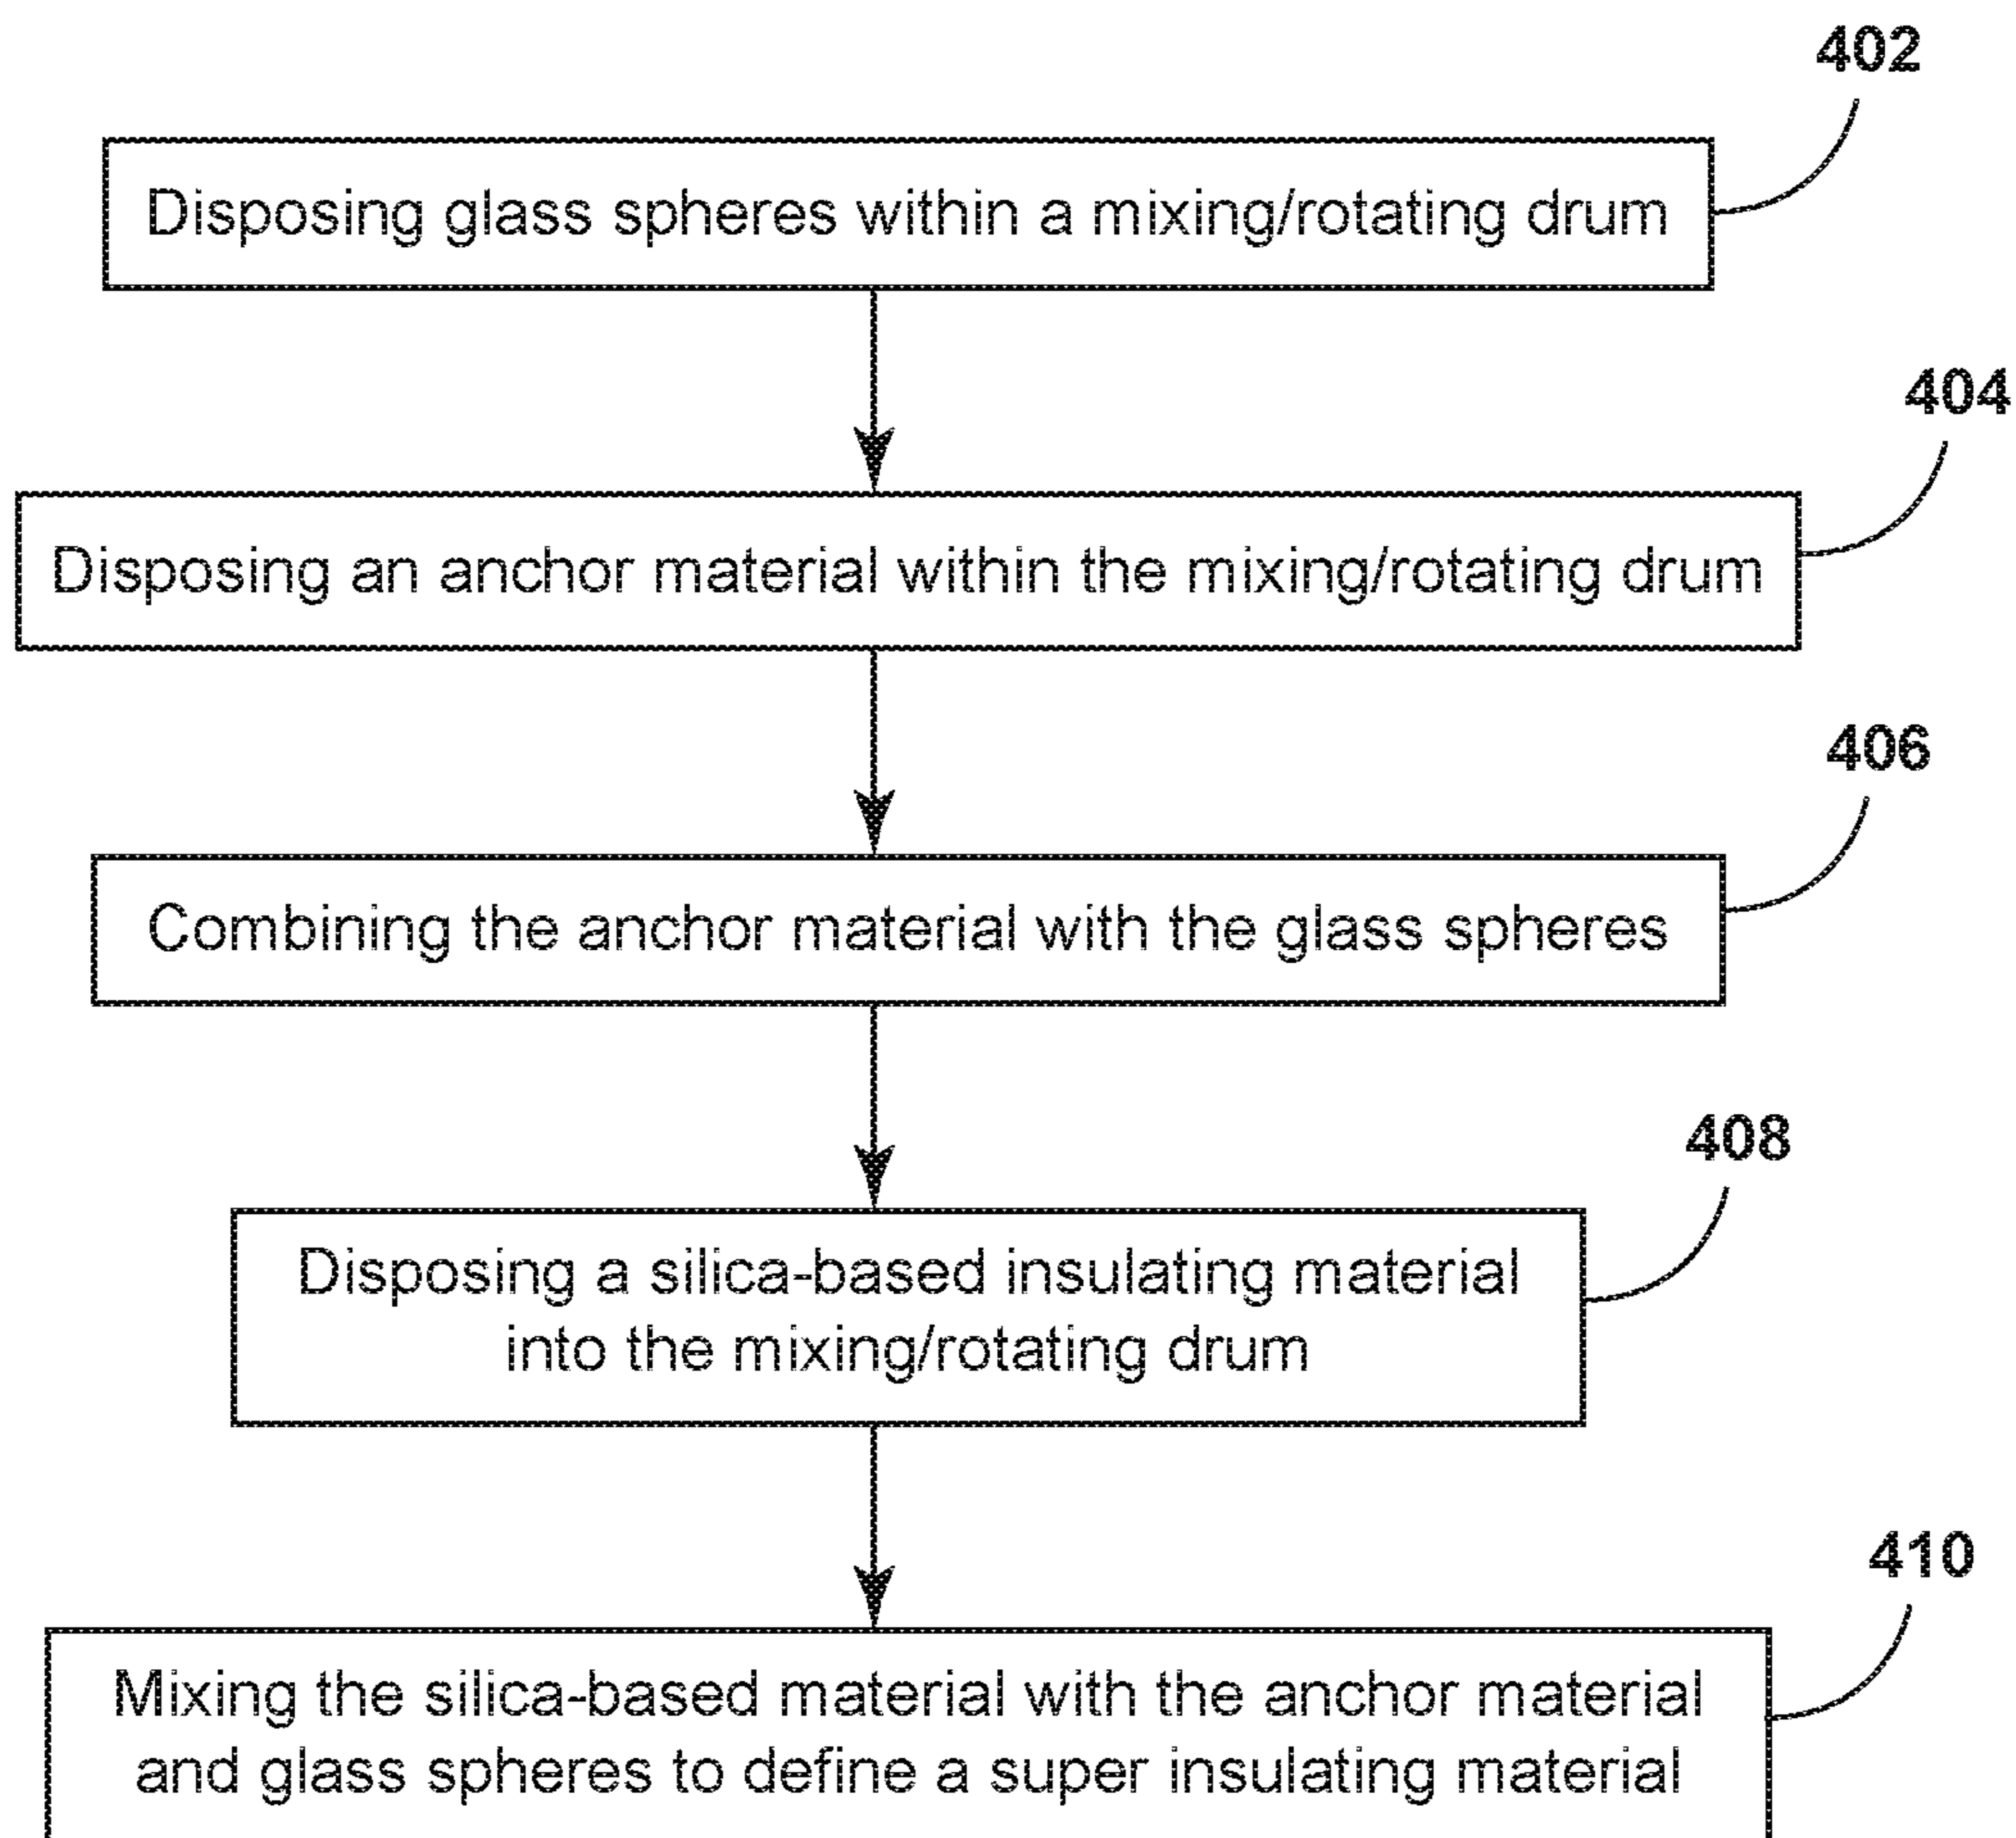 402
Disposing glass spheres within a mixing/rotating drum
404
Disposing an anchor material within the mixing/rotating drum
406
Combining the anchor material with the glass spheres
408
Disposing a silica-based insulating material
into the mixing/rotating drum
410
Mixing the silica-based material with the anchor material
and glass spheres to define a super insulating material